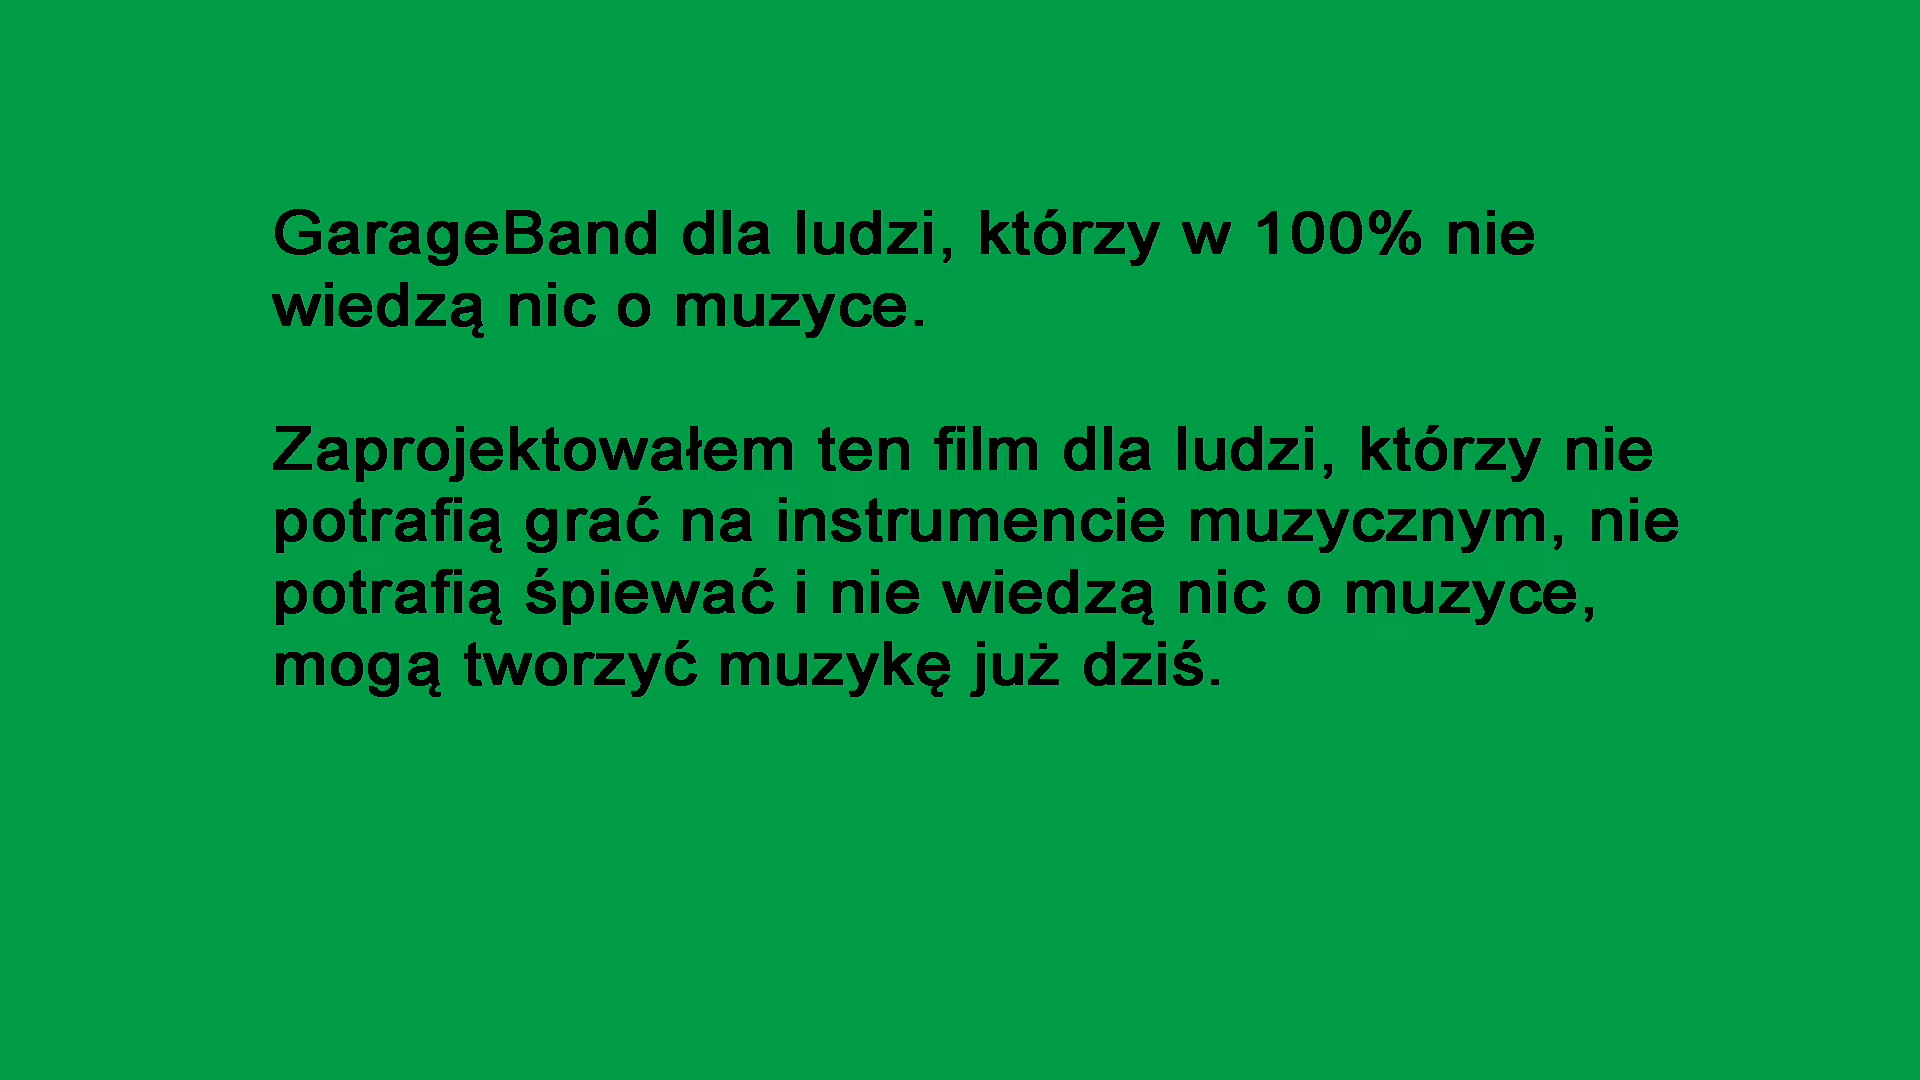 GarageBand dla ludzi, którzy w 100% nie
wiedzą nic o muzyce.
Zaprojektowałem ten film dla ludzi, którzy nie
potrafią grać na instrumencie muzycznym, nie
potrafią śpiewać i nie wiedzą nic o muzyce,
mogą tworzyć muzykę już dziś.